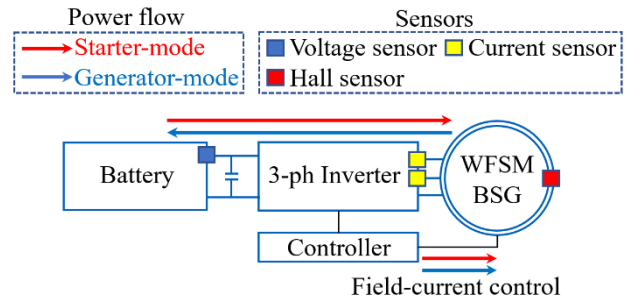 Power flow
Starter-mode
Generator-mode
Sensors
Voltage sensor
Current sensor
Hall sensor
Battery
3-ph Inverter
WFSM
BSG
Controller
Field-current control